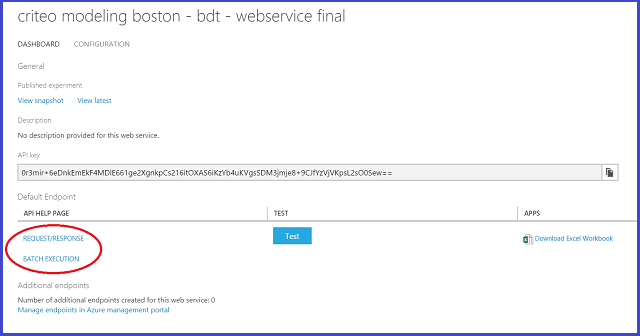 criteo modeling boston - bdt - webservice final
DASHBOARD CONFIGURATION
General
Published experiment
View snapshot View latest
Description
No description provided for this web service.
API key
0r3mir+6eDnkEmEkF4MDlE661ge2XgnkpCs216itOXAS6iKzYb4uKVgsSDM3jmje8+9CJfYzVjVKpsL2sO0Sew==
Default Endpoint
API HELP PAGE TEST APPS
REQUEST/RESPONSE Test Download Excel Workbook
BATCH EXECUTION
Additional endpoints
Number of additional endpoints created for this web service: 0
Manage endpoints in Azure management portal